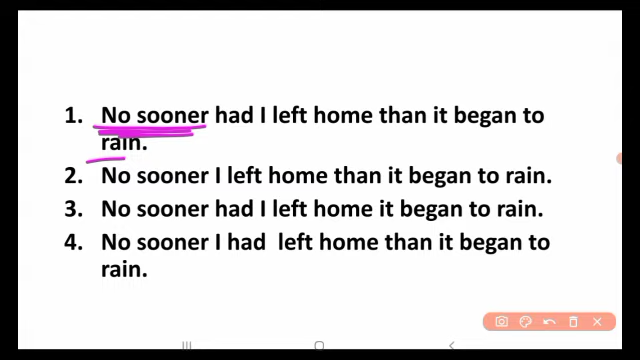 1. No sooner had I left home than it began to
rain.
2. No sooner I left home than it began to rain.
3. No sooner had I left home it began to rain.
4. No sooner I had left home than it began to
rain.